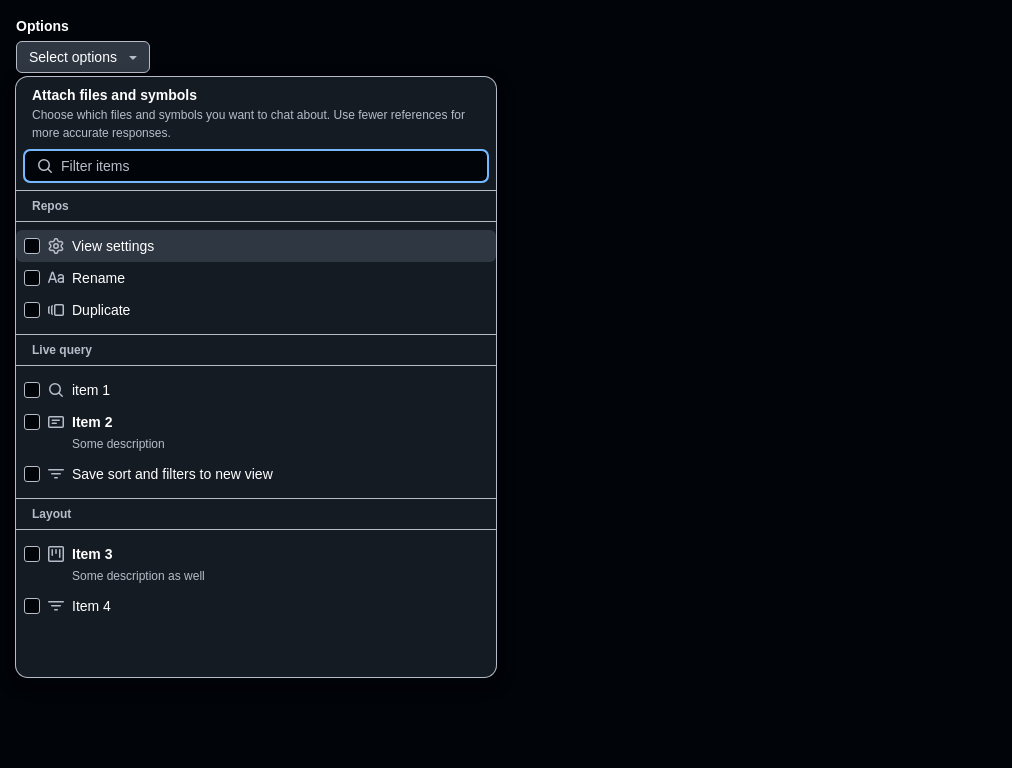 Options
Select options
Attach files and symbols
Choose which files and symbols you want to chat about. Use fewer references for
more accurate responses.
Filter items
Repos
View settings
Rename
Duplicate
Live query
item 1
Item 2
Some description
Save sort and filters to new view
Layout
Item 3
Some description as well
Item 4